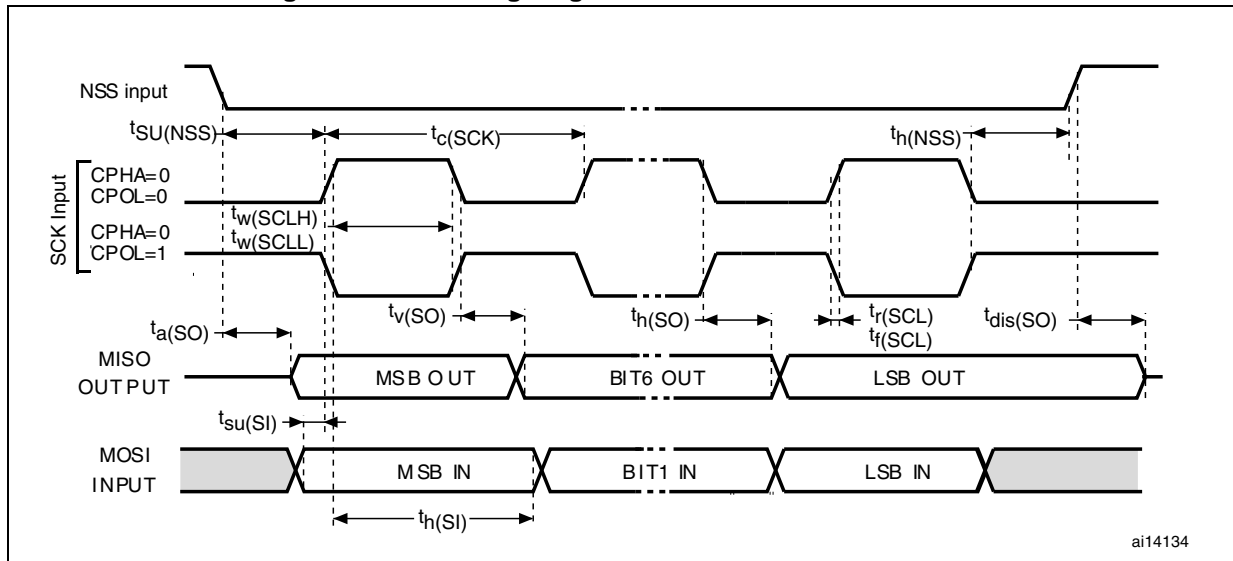 NSS input
tSU(NSS)
tc(SCK)
th(NSS)
SCK Input
CPHA=0
CPOL=0
tw(SCLH)
CPHA=0
tw(SCLL)
CPOL=1
tv(SO)
th(SO)
tr(SCL)
tf(SCL)
tdis(SO)
ta(SO)
MISO
OUTPUT
MSB OUT
BIT6 OUT
LSB OUT
tsu(SI)
MOSI
INPUT
MSB IN
BIT1 IN
LSB IN
th(SI)
ai14134